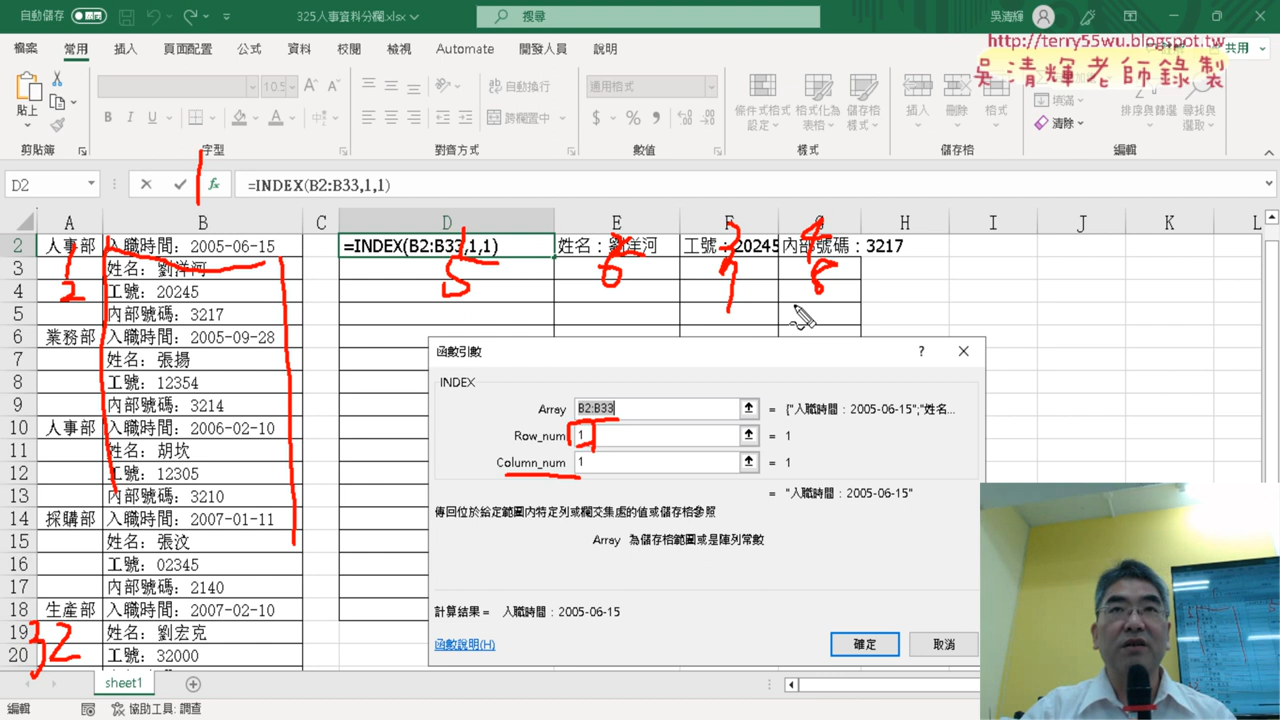 自動儲存 開 325人事資料分欄.xlsx 搜尋 吳清輝
檔案 常用 插入 頁面配置 公式 資料 校閱 檢視 Automate 開發人員 說明 共用
http://terry55wu.blogspot.tw
吳清輝老師錄製
貼上 10.5 自動換行 通用格式 條件式格式設定 格式化為表格 儲存格樣式 插入 刪除 格式 填滿 清除 排序與篩選 尋找與選取
B I U 跨欄置中 $ % 9
剪貼簿 字型 對齊方式 數值 樣式 儲存格 編輯
D2 fx =INDEX(B2:B33,1,1)
A B C D E F G H I J K L
2 人事部 入職時間: 2005-06-15 =INDEX(B2:B33,1,1) 姓名:劉洋河 工號:20245 內部號碼:3217
3 姓名: 劉洋河
4 工號: 20245
5 內部號碼: 3217
6 業務部 入職時間: 2005-09-28
7 姓名: 張揚
8 工號: 12354
9 內部號碼: 3214
10 人事部 入職時間: 2006-02-10
11 姓名: 胡坎
12 工號: 12305
13 內部號碼: 3210
14 採購部 入職時間: 2007-01-11
15 姓名: 張汶
16 工號: 02345
17 內部號碼: 2140
18 生產部 入職時間: 2007-02-10
19 姓名: 劉宏克
20 工號: 32000
1 2 32
1 2 3 4
5 6 7 8
函數引數 ?
INDEX
Array B2:B33 = {"入職時間:2005-06-15";"姓名...
Row_num 1 = 1
Column_num 1 = 1
= "入職時間:2005-06-15"
傳回位於給定範圍內特定列或欄交集處的值或儲存格參照
Array 為儲存格範圍或是陣列常數
計算結果 = 入職時間:2005-06-15
函數說明(H) 確定 取消
sheet1
編輯 協助工具: 調查